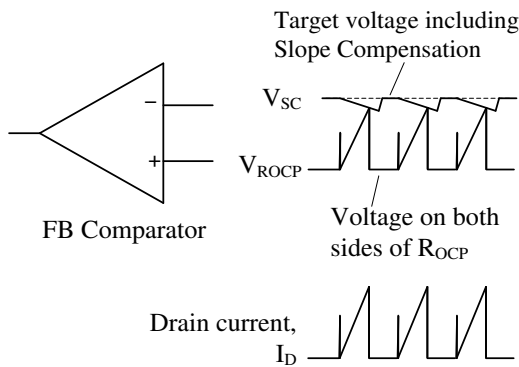 Target voltage including
Slope Compensation
V_SC
−
+
V_ROCP
FB Comparator
Voltage on both
sides of R_OCP
Drain current,
I_D